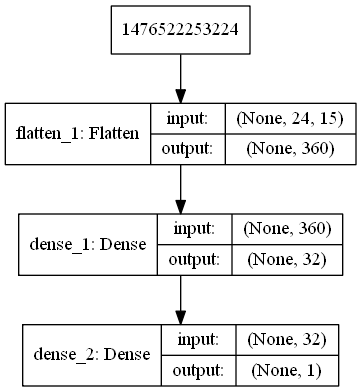 1476522253224
flatten_1: Flatten
input:
(None, 24, 15)
output:
(None, 360)
dense_1: Dense
input:
(None, 360)
output:
(None, 32)
dense_2: Dense
input:
(None, 32)
output:
(None, 1)